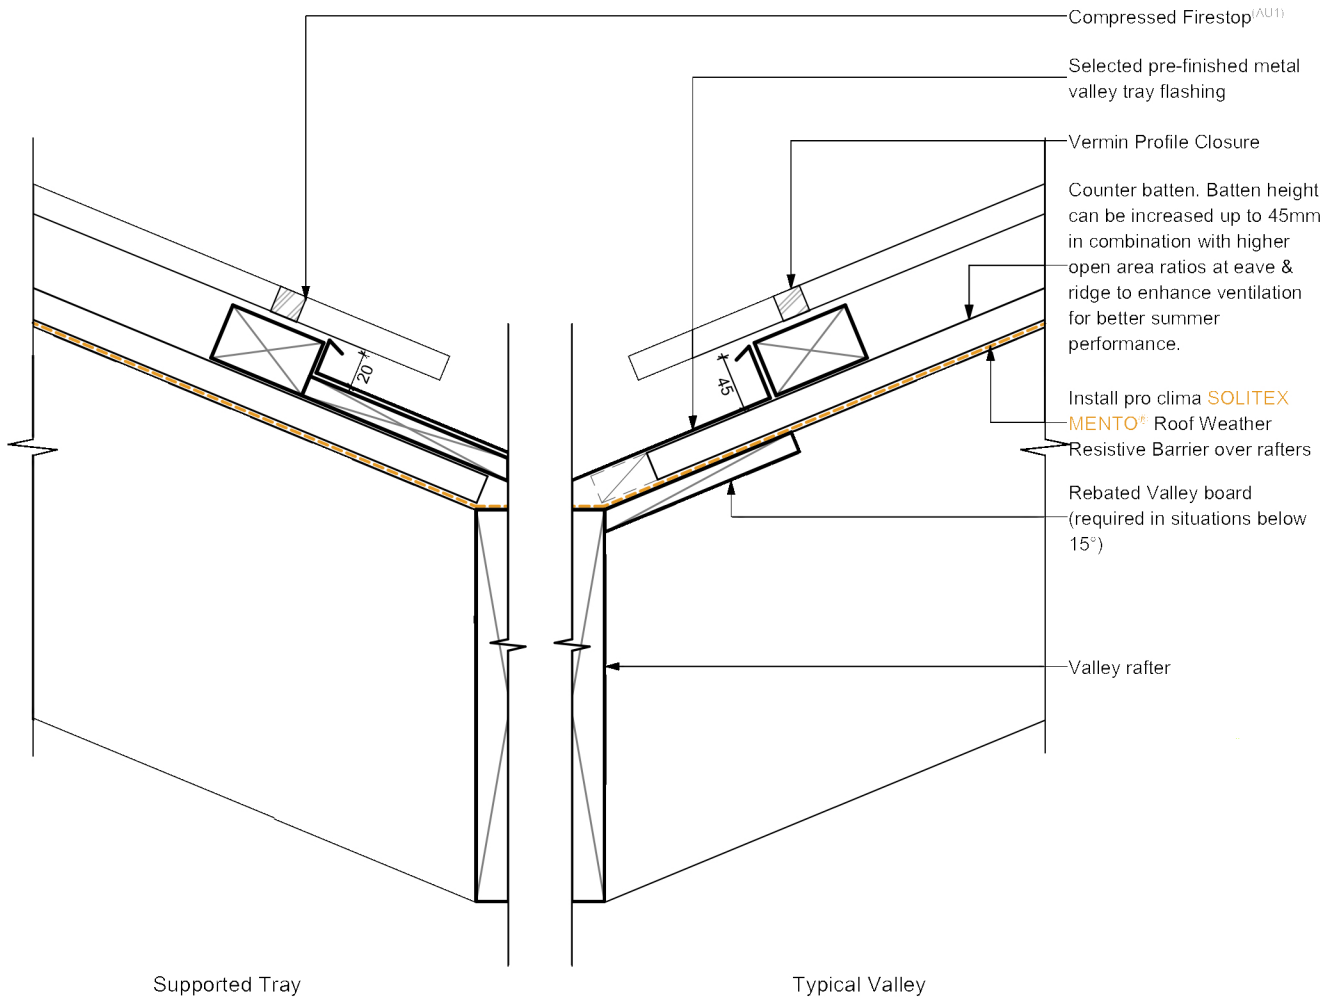 Compressed Firestop(AU1)
Selected pre-finished metal
valley tray flashing
Vermin Profile Closure
Counter batten. Batten height
can be increased up to 45mm
in combination with higher
open area ratios at eave &
ridge to enhance ventilation
for better summer
performance.
Install pro clima SOLITEX
MENTO® Roof Weather
Resistive Barrier over rafters
Rebated Valley board
(required in situations below
15°)
Valley rafter
20
45
Supported Tray
Typical Valley